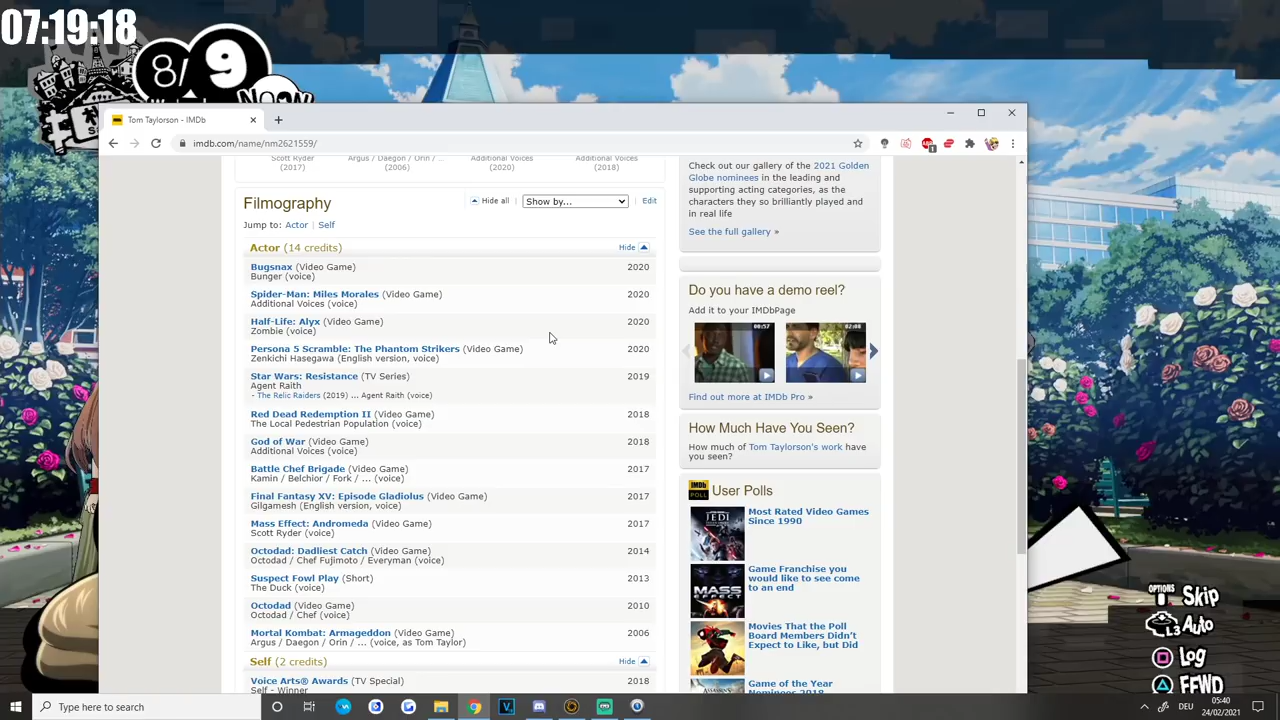 07:19:18
8/9
NOON
Tom Taylorson - IMDb
imdb.com/name/nm2621559/
Scott Ryder
(2017)
Argus / Daegon / Orin / ...
(2006)
Additional Voices
(2020)
Additional Voices
(2018)
Filmography
Hide all | Show by... | Edit
Jump to: Actor | Self
Actor (14 credits) Hide
Bugsnax (Video Game) 2020
Bunger (voice)
Spider-Man: Miles Morales (Video Game) 2020
Additional Voices (voice)
Half-Life: Alyx (Video Game) 2020
Zombie (voice)
Persona 5 Scramble: The Phantom Strikers (Video Game) 2020
Zenkichi Hasegawa (English version, voice)
Star Wars: Resistance (TV Series) 2019
Agent Raith
- The Relic Raiders (2019) ... Agent Raith (voice)
Red Dead Redemption II (Video Game) 2018
The Local Pedestrian Population (voice)
God of War (Video Game) 2018
Additional Voices (voice)
Battle Chef Brigade (Video Game) 2017
Kamin / Belchior / Fork / ... (voice)
Final Fantasy XV: Episode Gladiolus (Video Game) 2017
Gilgamesh (English version, voice)
Mass Effect: Andromeda (Video Game) 2017
Scott Ryder (voice)
Octodad: Dadliest Catch (Video Game) 2014
Octodad / Chef Fujimoto / Everyman (voice)
Suspect Fowl Play (Short) 2013
The Duck (voice)
Octodad (Video Game) 2010
Octodad / Chef (voice)
Mortal Kombat: Armageddon (Video Game) 2006
Argus / Daegon / Orin / ... (voice, as Tom Taylor)
Self (2 credits) Hide
Voice Arts® Awards (TV Special) 2018
Self - Winner
Check out our gallery of the 2021 Golden
Globe nominees in the leading and
supporting acting categories, as the
characters they so brilliantly played and
in real life
See the full gallery »
Do you have a demo reel?
Add it to your IMDbPage
00:57
02:08
Find out more at IMDb Pro »
How Much Have You Seen?
How much of Tom Taylorson's work have
you seen?
IMDb POLL
User Polls
Most Rated Video Games
Since 1990
Game Franchise you
would like to see come
to an end
Movies That the Poll
Board Members Didn't
Expect to Like, but Did
Game of the Year
Nominees 2018
JEDI
MASS EFFECT
OPTIONS Skip
L3 Auto
Log
FFWD
Type here to search
DEU
05:40
24/02/2021